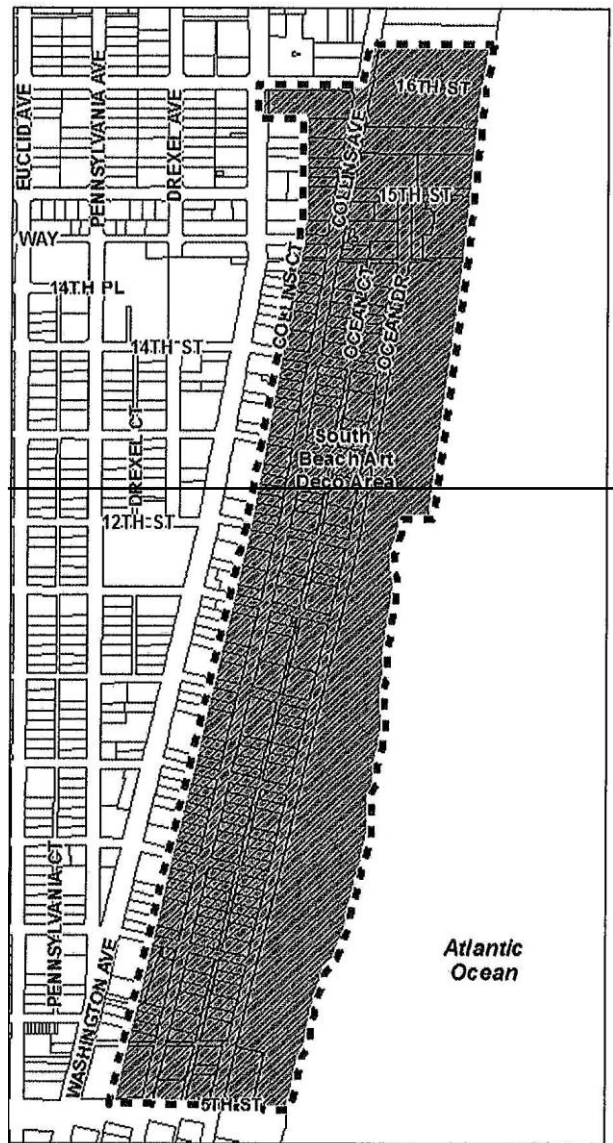 16TH ST
EUCLID AVE
PENNSYLVANIA AVE
DREXEL AVE
COLLINS AVE
15TH ST
WAY
COLLINS CT
OCEAN CT
OCEAN DR
14TH PL
14TH ST
DREXEL CT
South
Beach Art
Deco Area
12TH ST
PENNSYLVANIA CT
Atlantic
Ocean
WASHINGTON AVE
5TH ST